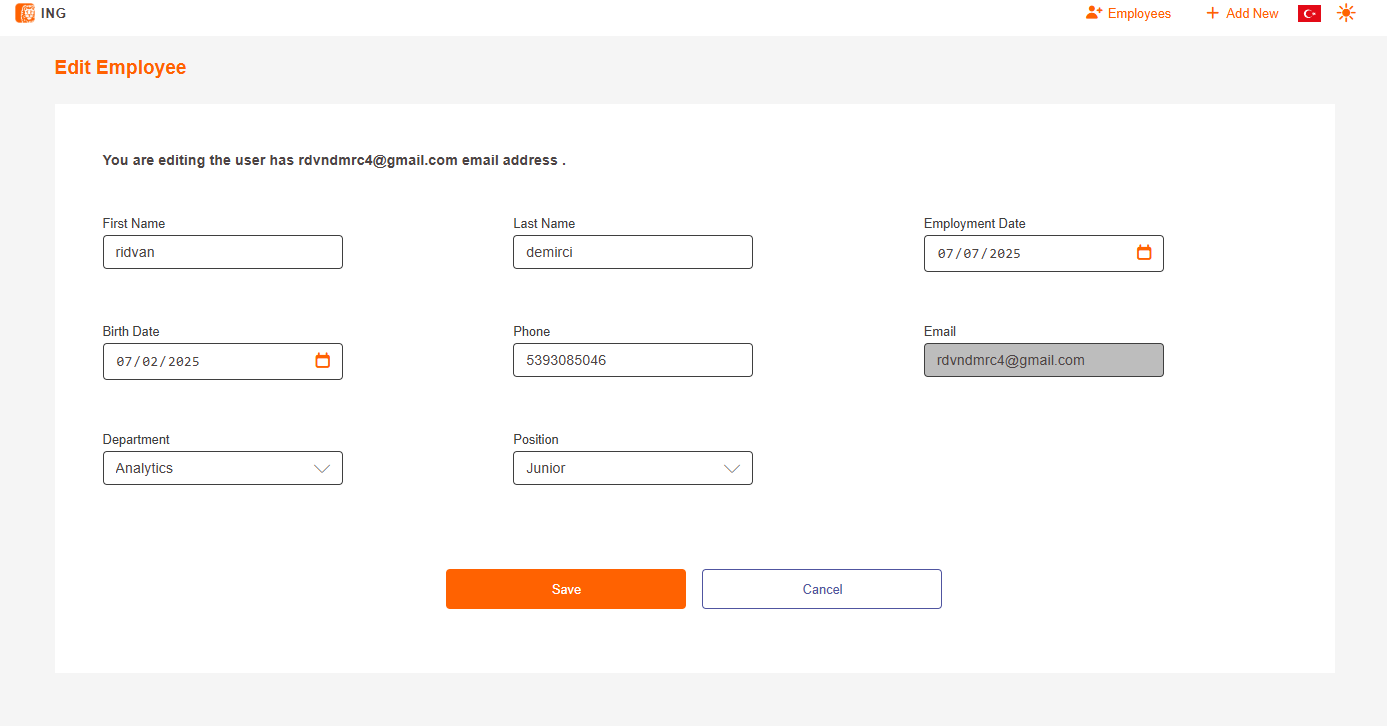 ING
Employees
Add New
Edit Employee
You are editing the user has rdvndmrc4@gmail.com email address .
First Name
Last Name
Employment Date
ridvan
demirci
07/07/2025
Birth Date
Phone
Email
07/02/2025
5393085046
rdvndmrc4@gmail.com
Department
Position
Analytics
Junior
Save
Cancel